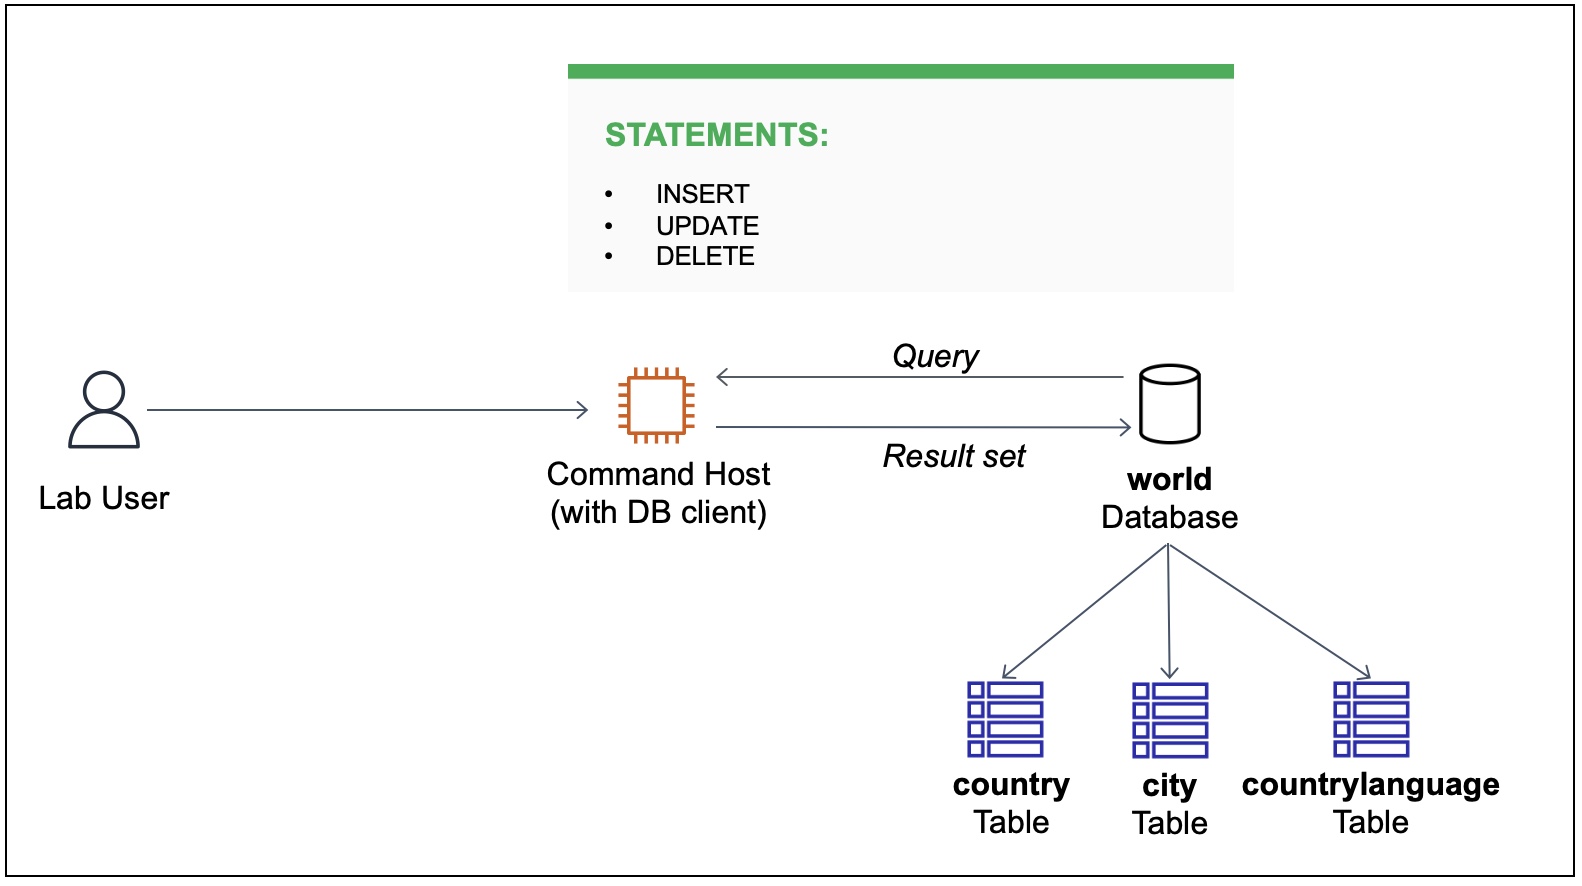 STATEMENTS:
• INSERT
• UPDATE
• DELETE
Query
Result set
Lab User
Command Host
(with DB client)
world
Database
country
Table
city
Table
countrylanguage
Table